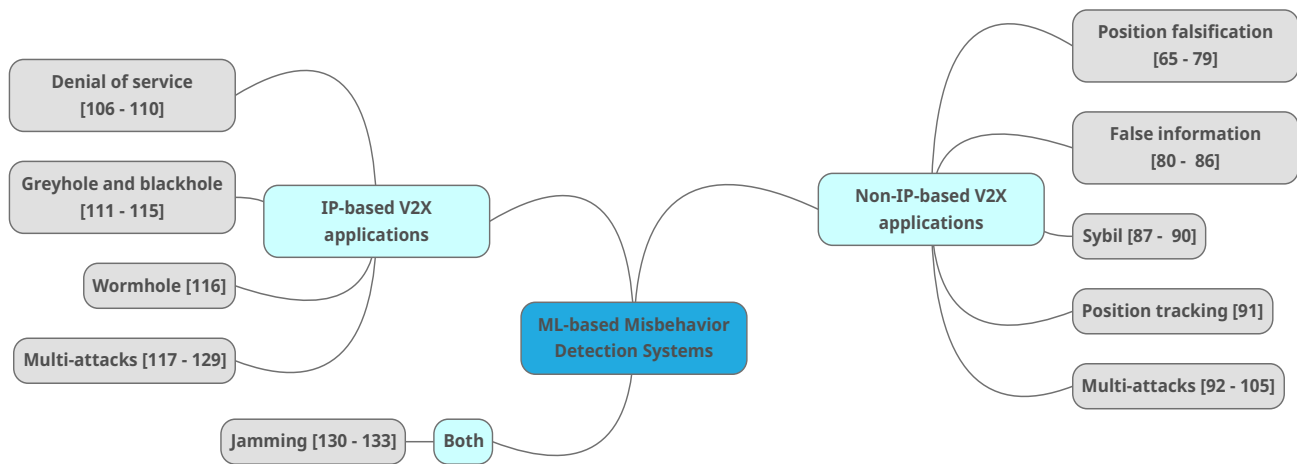 Denial of service
[106 - 110]
Greyhole and blackhole
[111 - 115]
Wormhole [116]
Multi-attacks [117 - 129]
IP-based V2X
applications
ML-based Misbehavior
Detection Systems
Jamming [130 - 133]
Both
Non-IP-based V2X
applications
Position falsification
[65 - 79]
False information
[80 -  86]
Sybil [87 -  90]
Position tracking [91]
Multi-attacks [92 - 105]